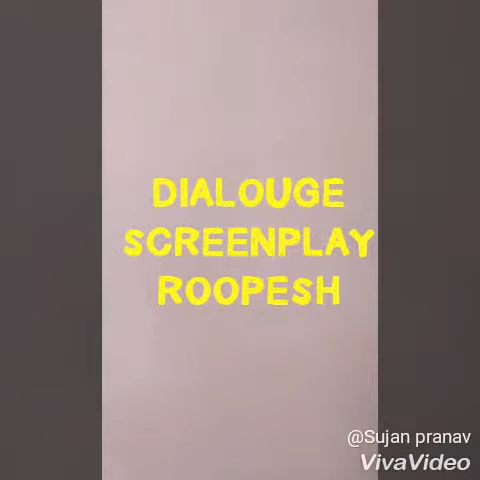 DIALOUGE
SCREENPLAY
ROOPESH
@Sujan pranav
VivaVideo